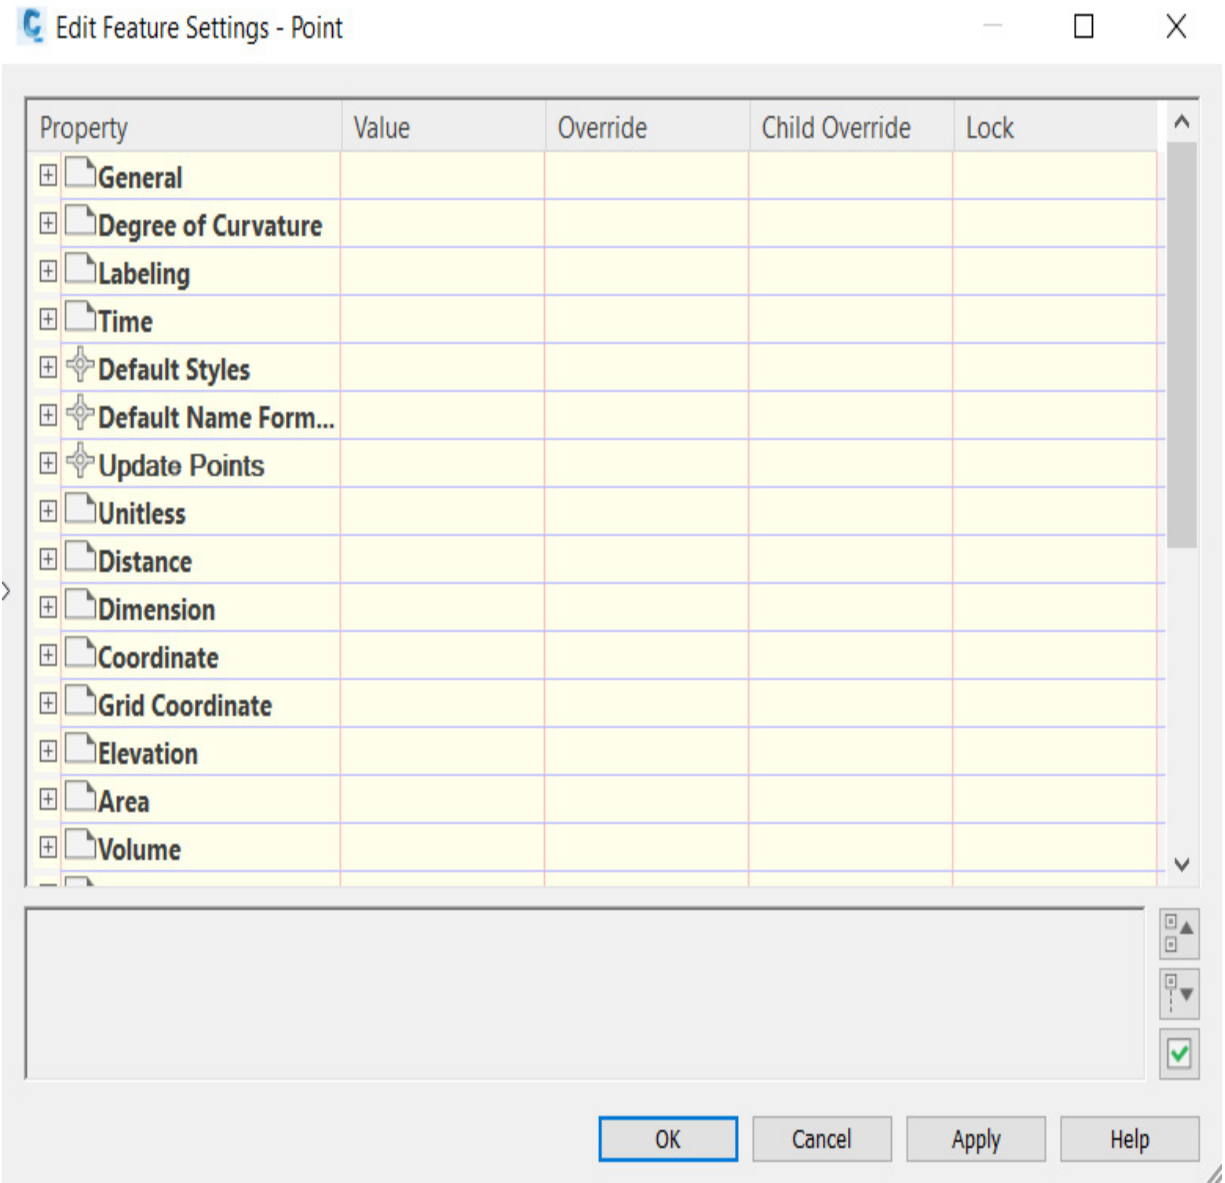 Edit Feature Settings - Point
Property Value Override Child Override Lock
General
Degree of Curvature
Labeling
Time
Default Styles
Default Name Form...
Update Points
Unitless
Distance
Dimension
Coordinate
Grid Coordinate
Elevation
Area
Volume
OK Cancel Apply Help